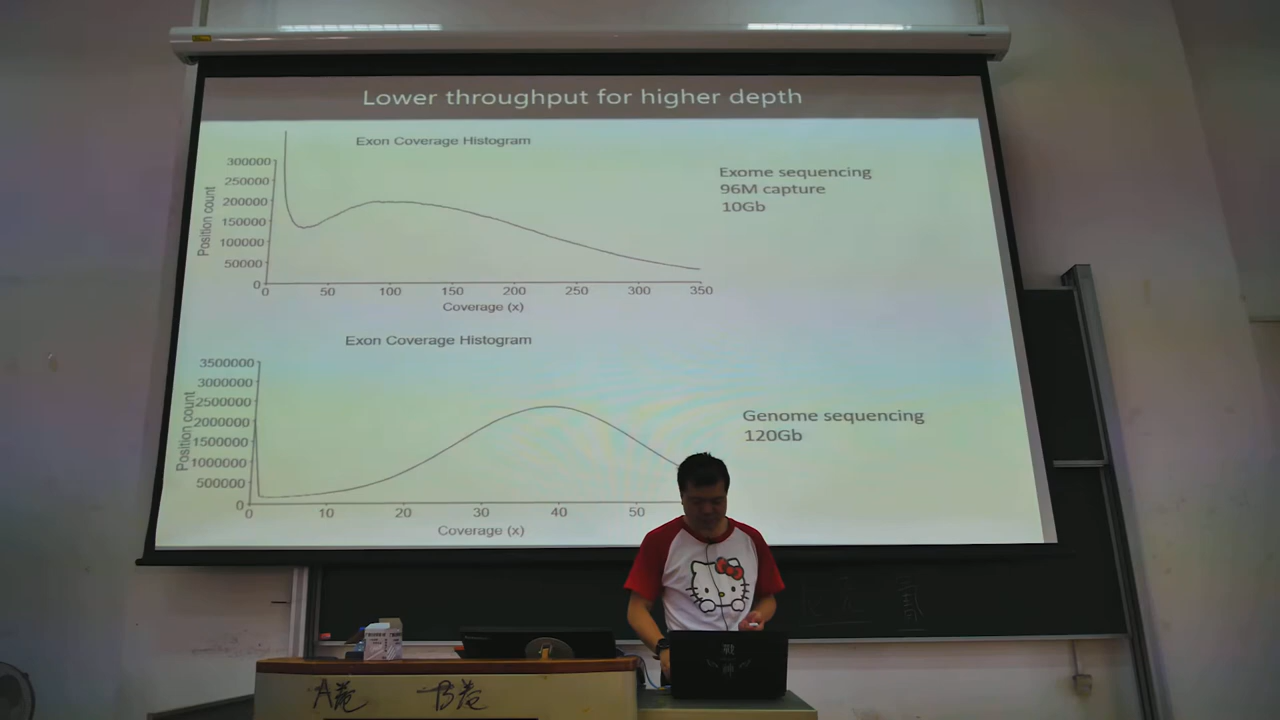 Lower throughput for higher depth
Exon Coverage Histogram
Position count
300000
250000
200000
150000
100000
50000
0
0 50 100 150 200 250 300 350
Coverage (x)
Exome sequencing
96M capture
10Gb
Exon Coverage Histogram
Position count
3500000
3000000
2500000
2000000
1500000
1000000
500000
0
0 10 20 30 40 50
Coverage (x)
Genome sequencing
120Gb
戰
神
A卷 B卷